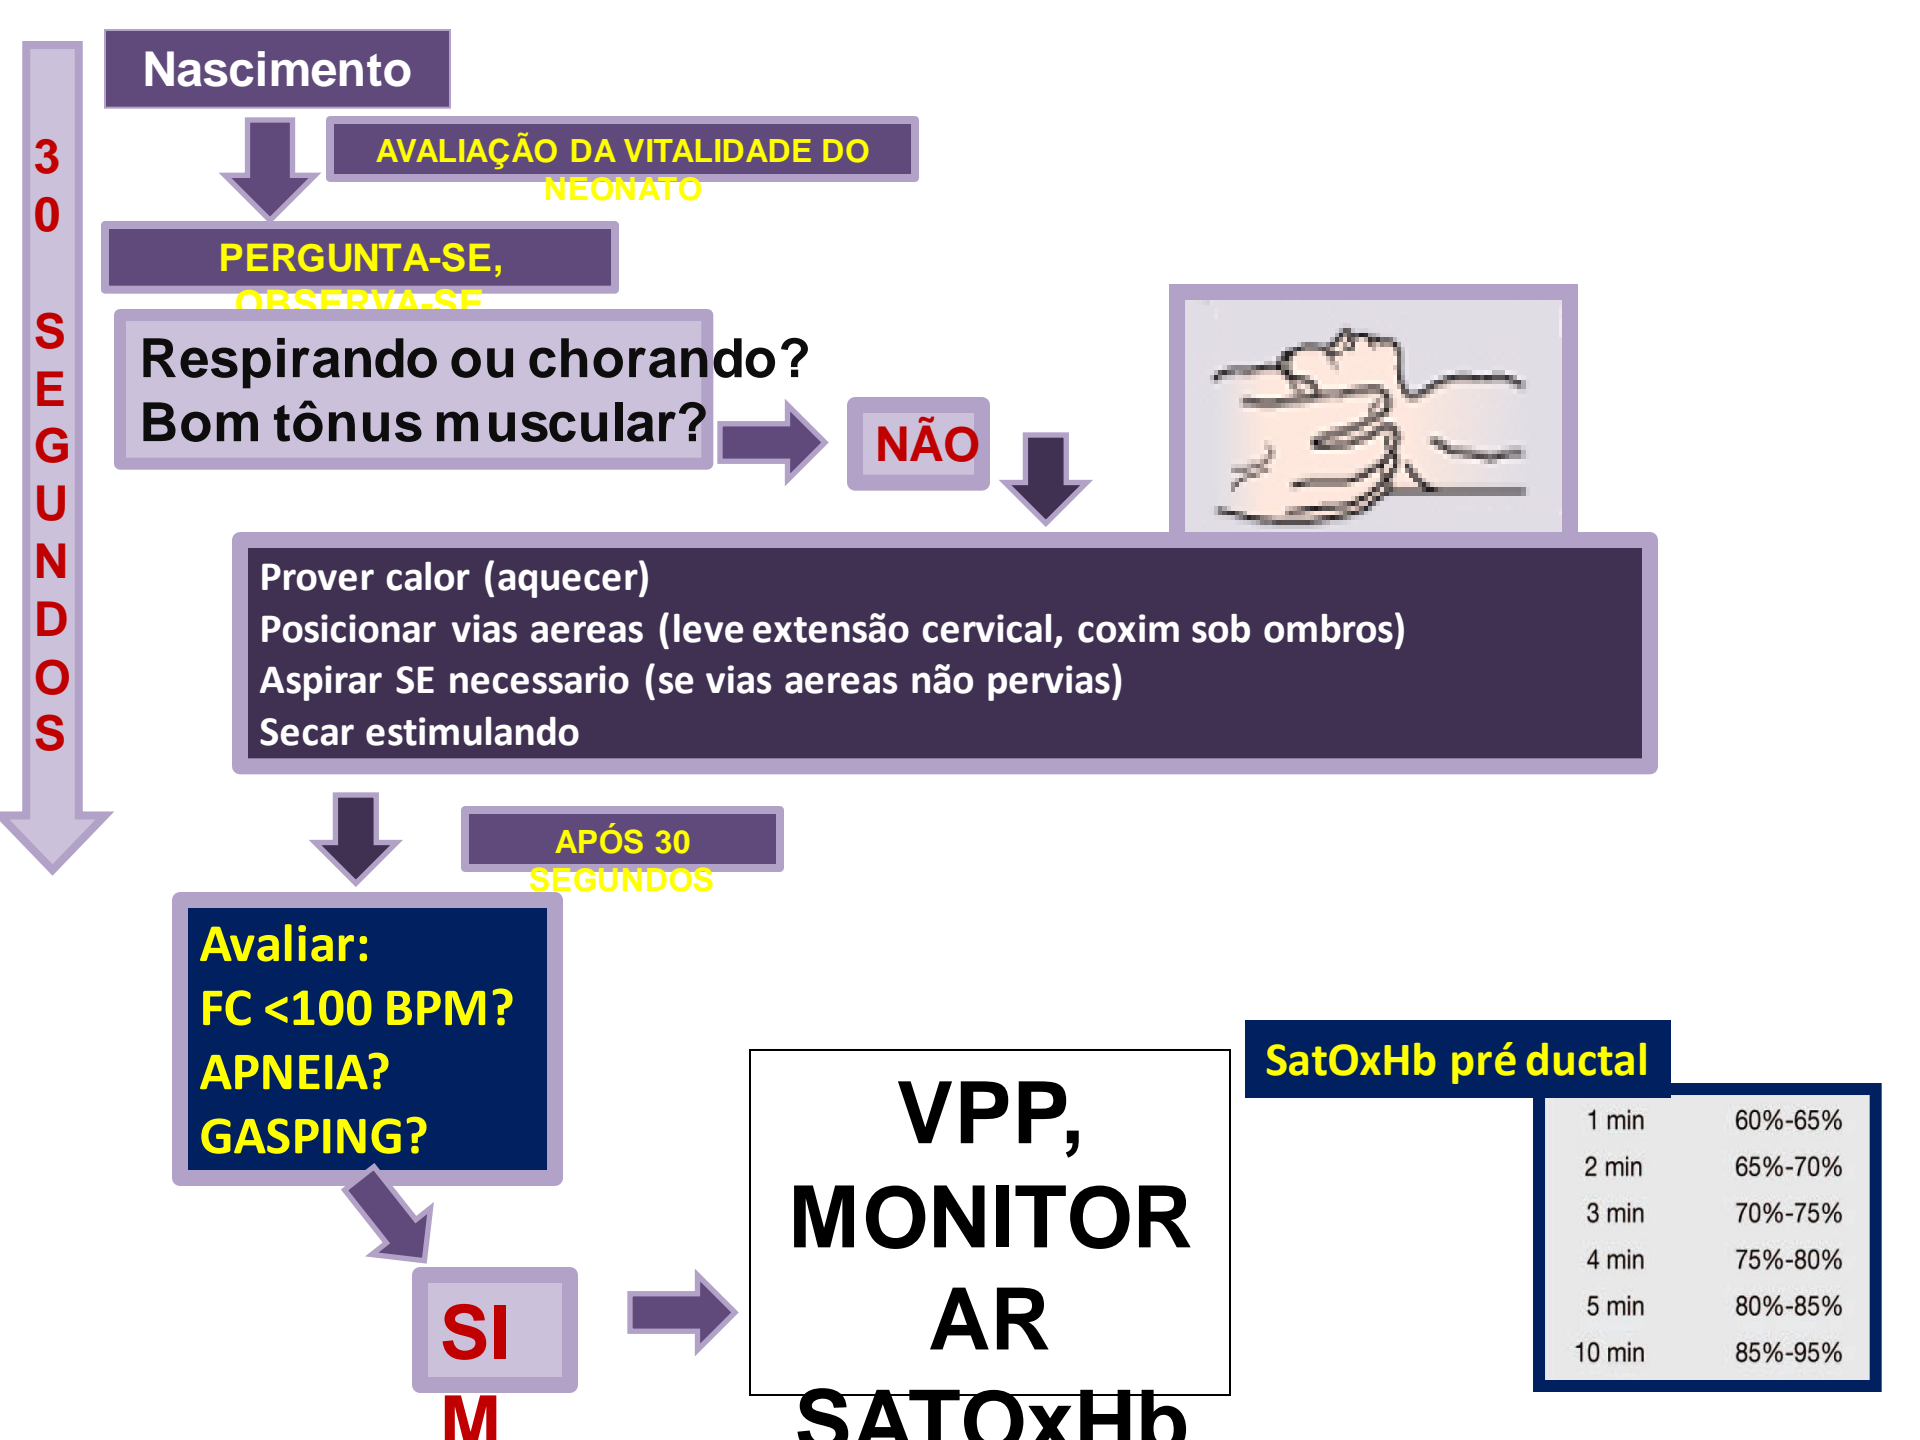 Nascimento
AVALIAÇÃO DA VITALIDADE DO
NEONATO
PERGUNTA-SE,
OBSERVA-SE
Respirando ou chorando?
Bom tônus muscular?
NÃO
30 SEGUNDOS
Prover calor (aquecer)
Posicionar vias aereas (leve extensão cervical, coxim sob ombros)
Aspirar SE necessario (se vias aereas não pervias)
Secar estimulando
APÓS 30
SEGUNDOS
Avaliar:
FC <100 BPM?
APNEIA?
GASPING?
SI
M
VPP,
MONITOR
AR
SATOxHb
SatOxHb pré ductal
1 min 60%-65%
2 min 65%-70%
3 min 70%-75%
4 min 75%-80%
5 min 80%-85%
10 min 85%-95%